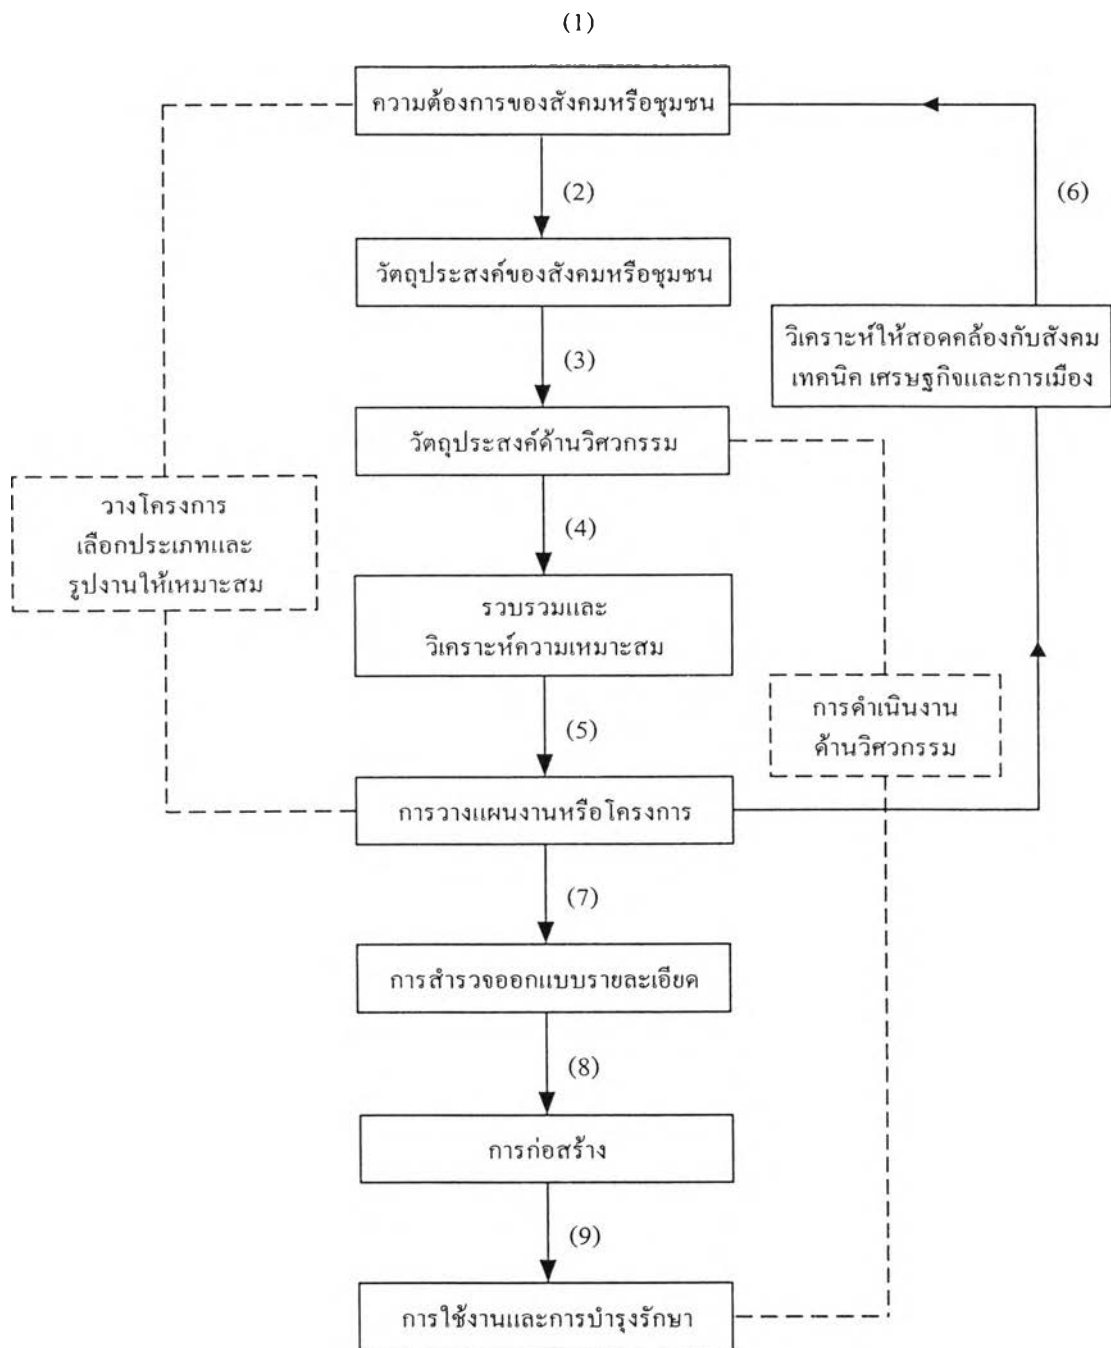 (1)
ความต้องการของสังคมหรือชุมชน
(2)
(6)
วัตถุประสงค์ของสังคมหรือชุมชน
วิเคราะห์ให้สอดคล้องกับสังคม
เทคนิค เศรษฐกิจและการเมือง
(3)
วัตถุประสงค์ด้านวิศวกรรม
วางโครงการ
เลือกประเภทและ
รูปงานให้เหมาะสม
(4)
รวบรวมและ
วิเคราะห์ความเหมาะสม
การดำเนินงาน
ด้านวิศวกรรม
(5)
การวางแผนงานหรือโครงการ
(7)
การสำรวจออกแบบรายละเอียด
(8)
การก่อสร้าง
(9)
การใช้งานและการบำรุงรักษา